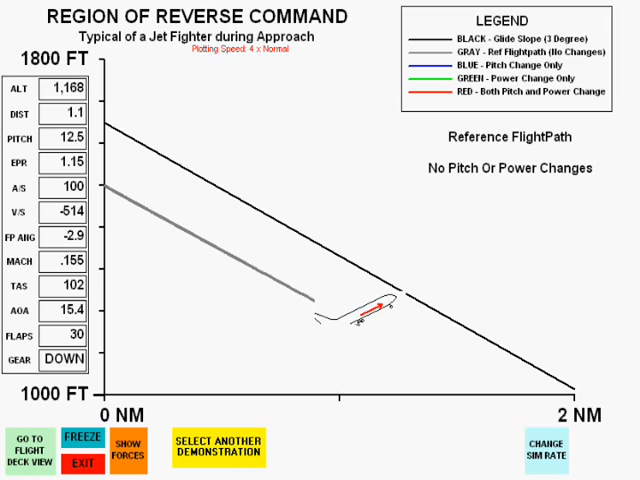 REGION OF REVERSE COMMAND
Typical of a Jet Fighter during Approach
Plotting Speed: 4 x Normal
LEGEND
BLACK - Glide Slope (3 Degree)
GRAY - Ref Flightpath (No Changes)
BLUE - Pitch Change Only
GREEN - Power Change Only
RED - Both Pitch and Power Change
1800 FT
ALT 1,168
DIST 1.1
PITCH 12.5
EPR 1.15
A/S 100
V/S -514
FP ANG -2.9
MACH .155
TAS 102
AOA 15.4
FLAPS 30
GEAR DOWN
Reference FlightPath
No Pitch Or Power Changes
1000 FT
0 NM
2 NM
GO TO
FLIGHT
DECK VIEW
FREEZE
EXIT
SHOW
FORCES
SELECT ANOTHER
DEMONSTRATION
CHANGE
SIM RATE